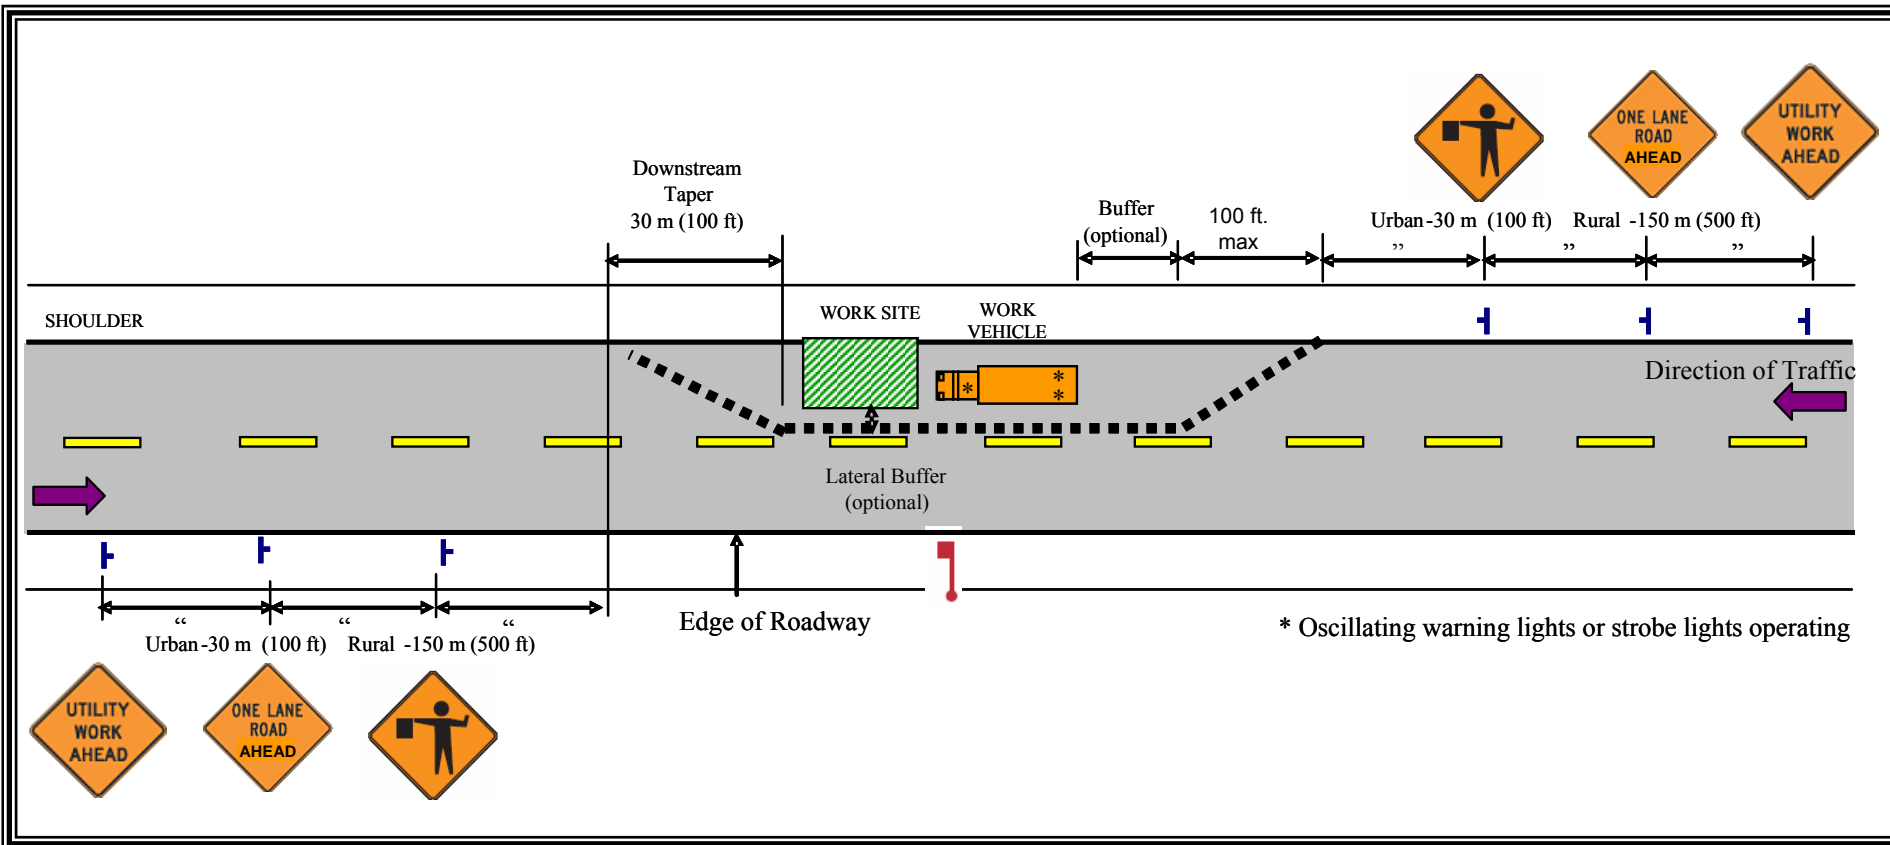 ONE LANE
ROAD
AHEAD
UTILITY
WORK
AHEAD
Downstream
Taper
30 m (100 ft)
Buffer
(optional)
100 ft.
max
Urban -30 m (100 ft) Rural -150 m (500 ft)
” ” ”
SHOULDER
WORK SITE
WORK
VEHICLE
* 
*
*
Direction of Traffic
Lateral Buffer
(optional)
Edge of Roadway
* Oscillating warning lights or strobe lights operating
“ “ “
Urban -30 m (100 ft) Rural -150 m (500 ft)
UTILITY
WORK
AHEAD
ONE LANE
ROAD
AHEAD